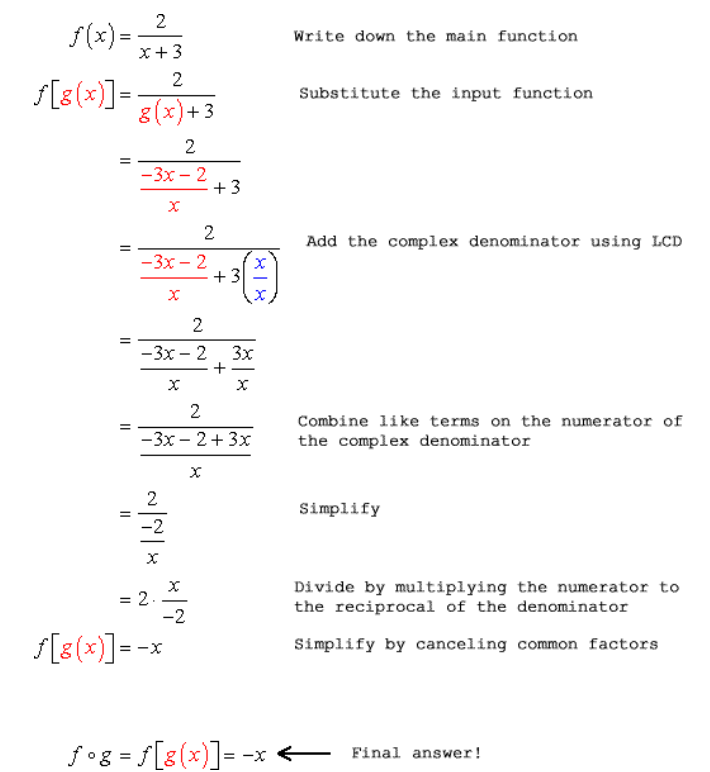 f(x) = 2/(x+3) Write down the main function
f[g(x)] = 2/(g(x)+3) Substitute the input function
= 2/((−3x−2)/x + 3)
= 2/((−3x−2)/x + 3(x/x)) Add the complex denominator using LCD
= 2/((−3x−2)/x + 3x/x)
= 2/((−3x−2+3x)/x) Combine like terms on the numerator of
the complex denominator
= 2/(−2/x) Simplify
= 2 · x/−2 Divide by multiplying the numerator to
the reciprocal of the denominator
f[g(x)] = −x Simplify by canceling common factors
f∘g = f[g(x)] = −x ← Final answer!